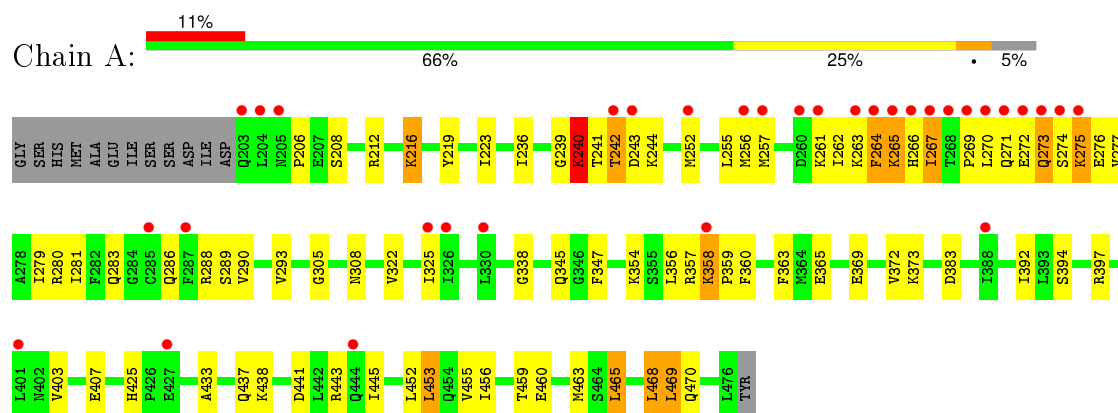 11%
Chain A:
66% 25% • 5%
GLY SER HIS MET ALA GLU ILE SER SER ASP ILE ASP Q203 L204 N205 P206 E207 S208 R212 K216 Y219 I223 I236 G239 K240 T241 T242 D243 K244 M252 L255 M256 M257 D260 K261 I262 K263 F264 K265 H266 I267 T268 P269 L270 Q271 E272 Q273 S274 K275 E276 V277
A278 I279 R280 I281 F282 Q283 G284 C285 Q286 F287 R288 S289 V290 V293 G305 N308 V322 I325 I326 L330 G338 Q345 G346 F347 K354 S355 L356 R357 K358 P359 F360 F363 M364 E365 E369 V372 K373 D383 I388 I392 L393 S394 R397
L401 N402 V403 E407 H425 P426 E427 A433 Q437 K438 D441 L442 R443 Q444 I445 L452 L453 Q454 V455 I456 T459 E460 M463 S464 L465 L468 L469 Q470 L476 TYR